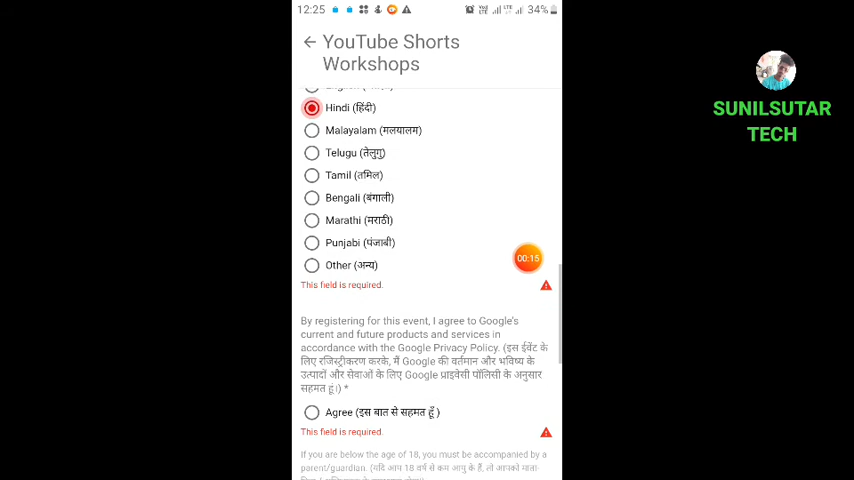 12:25
34%
YouTube Shorts
Workshops
Hindi (हिंदी)
Malayalam (मलयालम)
Telugu (तेलुगु)
Tamil (तमिल)
Bengali (बंगाली)
Marathi (मराठी)
Punjabi (पंजाबी)
Other (अन्य)
This field is required.
By registering for this event, I agree to Google's
current and future products and services in
accordance with the Google Privacy Policy. (इस ईवेंट के
लिए रजिस्ट्रीकरण करके, मैं Google की वर्तमान और भविष्य के
उत्पादों और सेवाओं के लिए Google प्राइवेसी पॉलिसी के अनुसार
सहमत हूं।) *
Agree (इस बात से सहमत हूँ )
This field is required.
If you are below the age of 18, you must be accompanied by a
parent/guardian. (यदि आप 18 वर्ष से कम आयु के हैं, तो आपको माता-
00:15
SUNILSUTAR
TECH